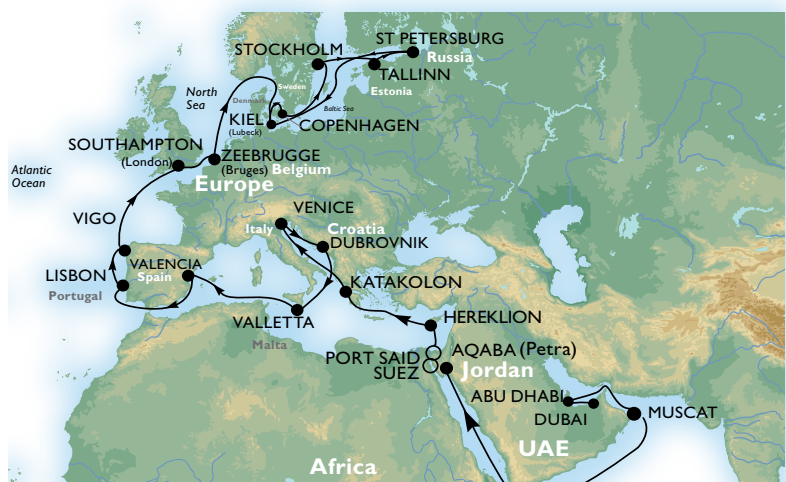 ST PETERSBURG
Russia
STOCKHOLM
TALLINN
Estonia
North
Sea
Sweden
Denmark
Baltic Sea
KIEL
(Lubeck)
COPENHAGEN
SOUTHAMPTON
(London)
ZEEBRUGGE
(Bruges) Belgium
Atlantic
Ocean
Europe
VIGO
VENICE
Italy
Croatia
DUBROVNIK
LISBON
Portugal
VALENCIA
Spain
KATAKOLON
VALLETTA
Malta
HEREKLION
PORT SAID
SUEZ
AQABA (Petra)
Jordan
ABU DHABI
DUBAI
MUSCAT
UAE
Africa